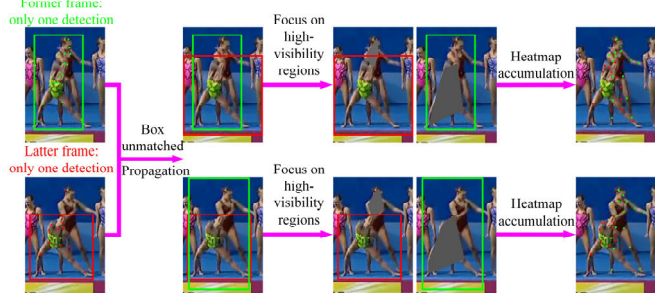 Former frame:
only one detection
Focus on
high-
visibility
regions
Heatmap
accumulation
Box
unmatched
Propagation
Latter frame:
only one detection
Focus on
high-
visibility
regions
Heatmap
accumulation